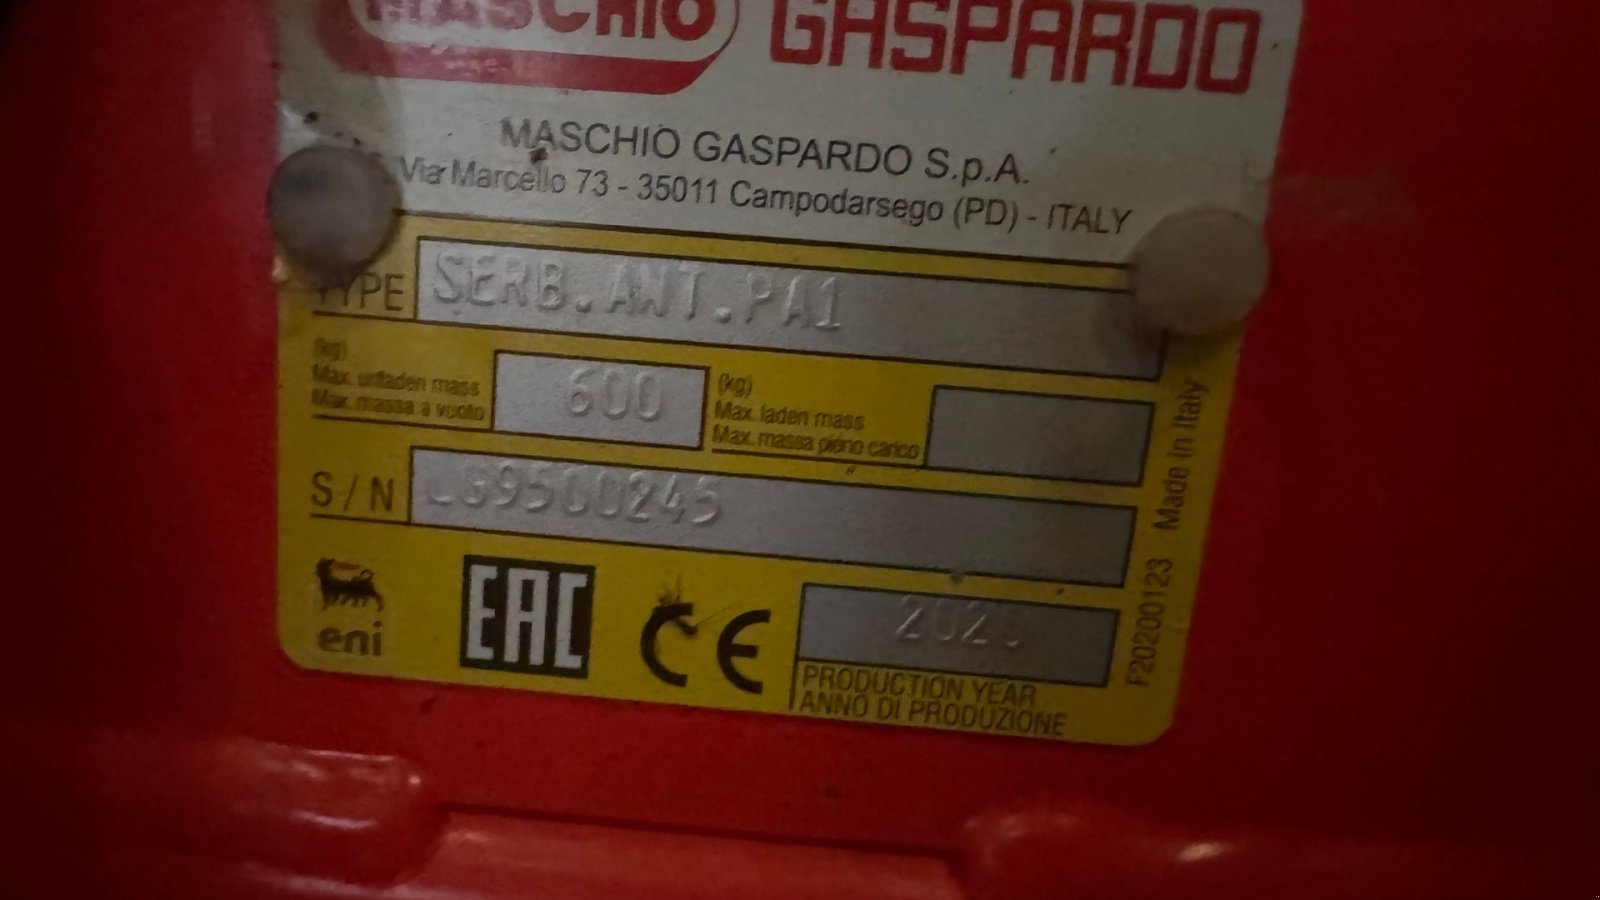 MASCHIO GASPARDO
MASCHIO GASPARDO S.p.A.
Via Marcello 73 - 35011 Campodarsego (PD) - ITALY
TYPE SERB.ANT.PA1
(kg)
Max. unladen mass
Max. massa a vuoto
600
(kg)
Max. laden mass
Max. massa pieno carico
S/N
eni
EAC
CE
PRODUCTION YEAR
ANNO DI PRODUZIONE
F20200123 Made in Italy